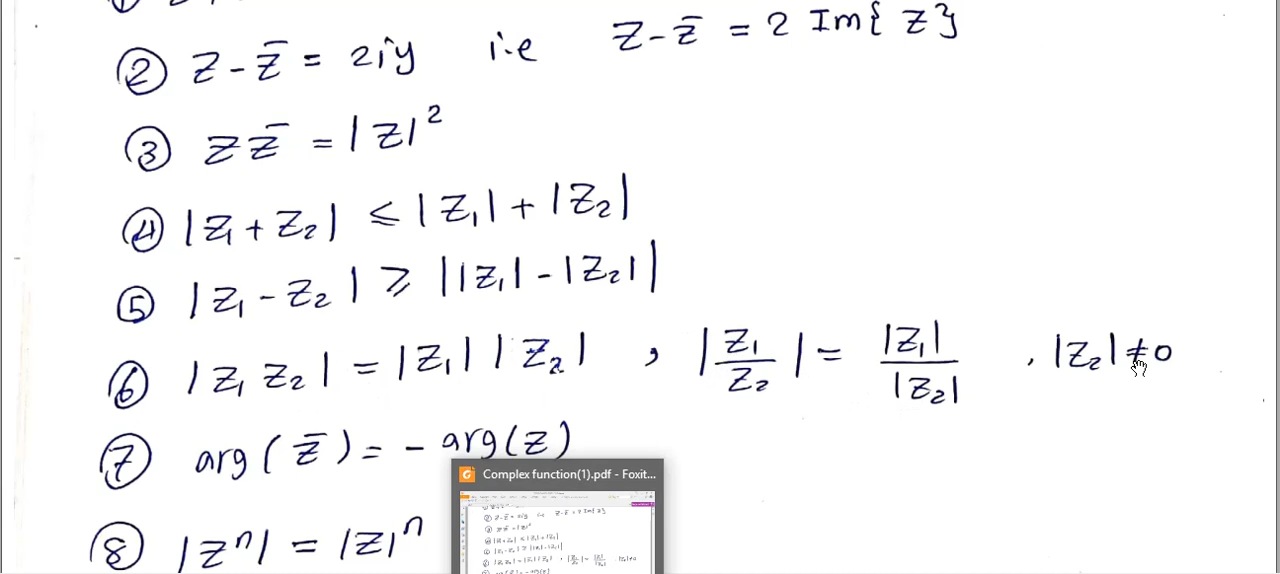 ② Z - z̄ = 2iy i.e Z - z̄ = 2 Im{ Z}
③ Z z̄ = |Z|²
④ |Z₁ + Z₂| ⩽ |Z₁| + |Z₂|
⑤ |Z₁ - Z₂| ⩾ ||Z₁| - |Z₂||
⑥ |Z₁ Z₂| = |Z₁| |Z₂| , |Z₁/Z₂| = |Z₁|/|Z₂| , |Z₂| ≠ 0
⑦ arg( z̄ ) = - arg(z)
Complex function(1).pdf - Foxit...
⑧ |Zⁿ| = |Z|ⁿ